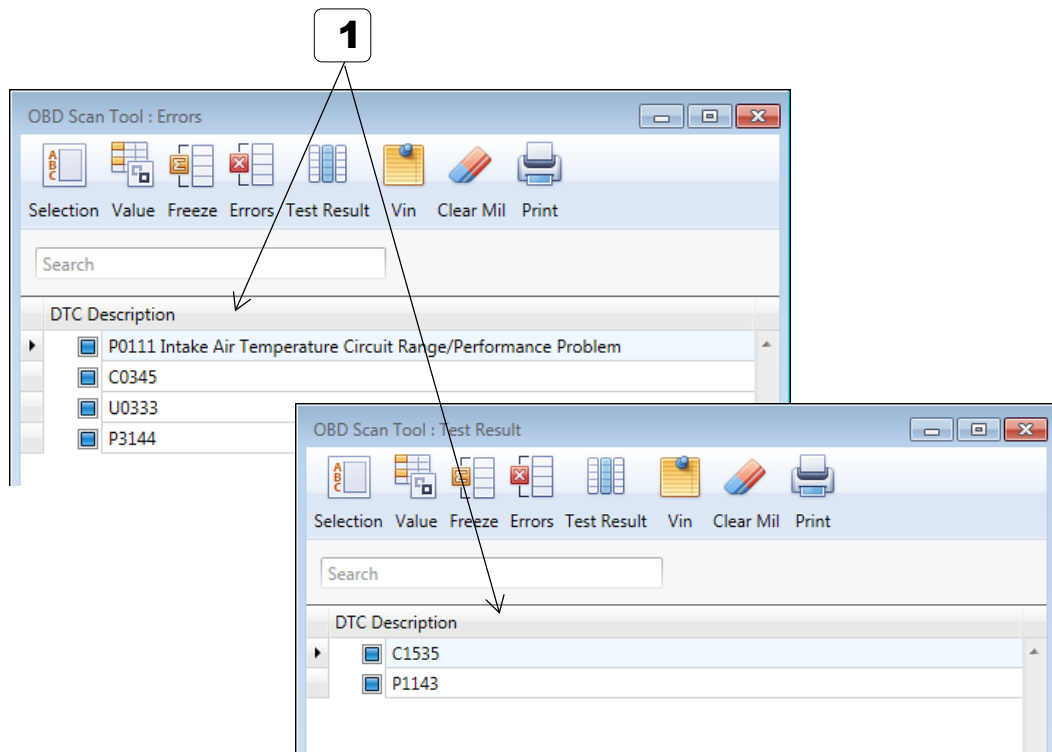 1
OBD Scan Tool : Errors
Selection Value Freeze Errors Test Result Vin Clear Mil Print
Search
DTC Description
P0111 Intake Air Temperature Circuit Range/Performance Problem
C0345
U0333
P3144
OBD Scan Tool : Test Result
Selection Value Freeze Errors Test Result Vin Clear Mil Print
Search
DTC Description
C1535
P1143